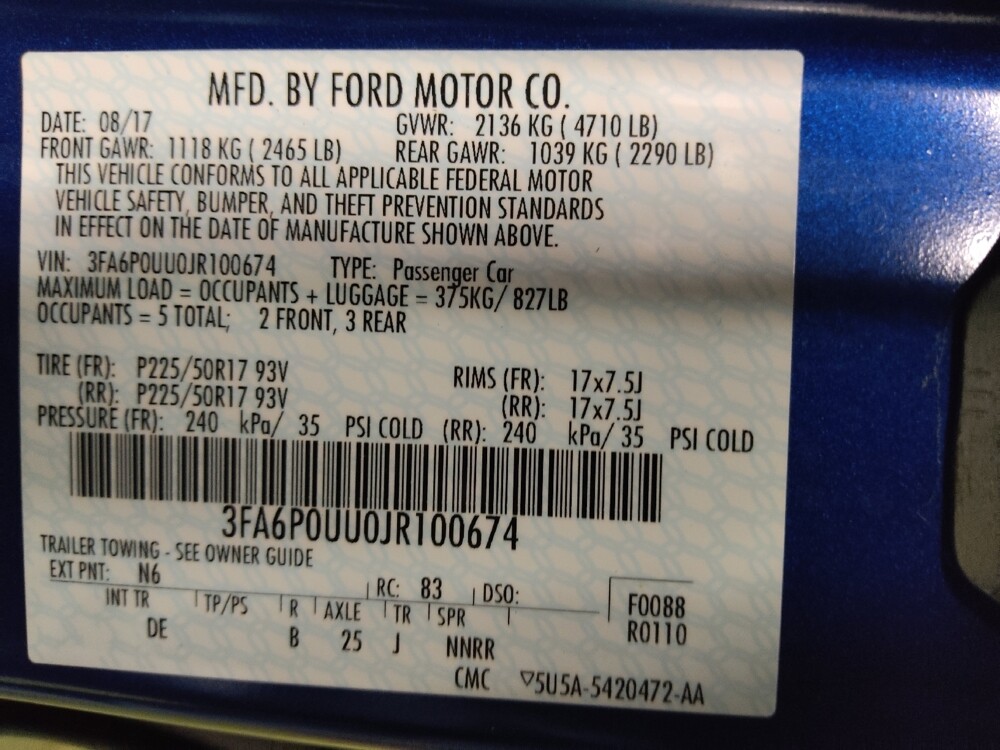 MFD. BY FORD MOTOR CO.
DATE: 08/17 GVWR: 2136 KG ( 4710 LB)
FRONT GAWR: 1118 KG ( 2465 LB) REAR GAWR: 1039 KG ( 2290 LB)
THIS VEHICLE CONFORMS TO ALL APPLICABLE FEDERAL MOTOR
VEHICLE SAFETY, BUMPER, AND THEFT PREVENTION STANDARDS
IN EFFECT ON THE DATE OF MANUFACTURE SHOWN ABOVE.
VIN: 3FA6P0UU0JR100674 TYPE: Passenger Car
MAXIMUM LOAD = OCCUPANTS + LUGGAGE = 375KG/ 827LB
OCCUPANTS = 5 TOTAL; 2 FRONT, 3 REAR
TIRE (FR): P225/50R17 93V RIMS (FR): 17x7.5J
(RR): P225/50R17 93V (RR): 17x7.5J
PRESSURE (FR): 240 kPa/ 35 PSI COLD (RR): 240 kPa/ 35 PSI COLD
3FA6P0UU0JR100674
TRAILER TOWING - SEE OWNER GUIDE
EXT PNT: N6 RC: 83 DSO:
INT TR TP/PS R AXLE TR SPR F0088
DE B 25 J NNRR R0110
CMC ▽5U5A-5420472-AA